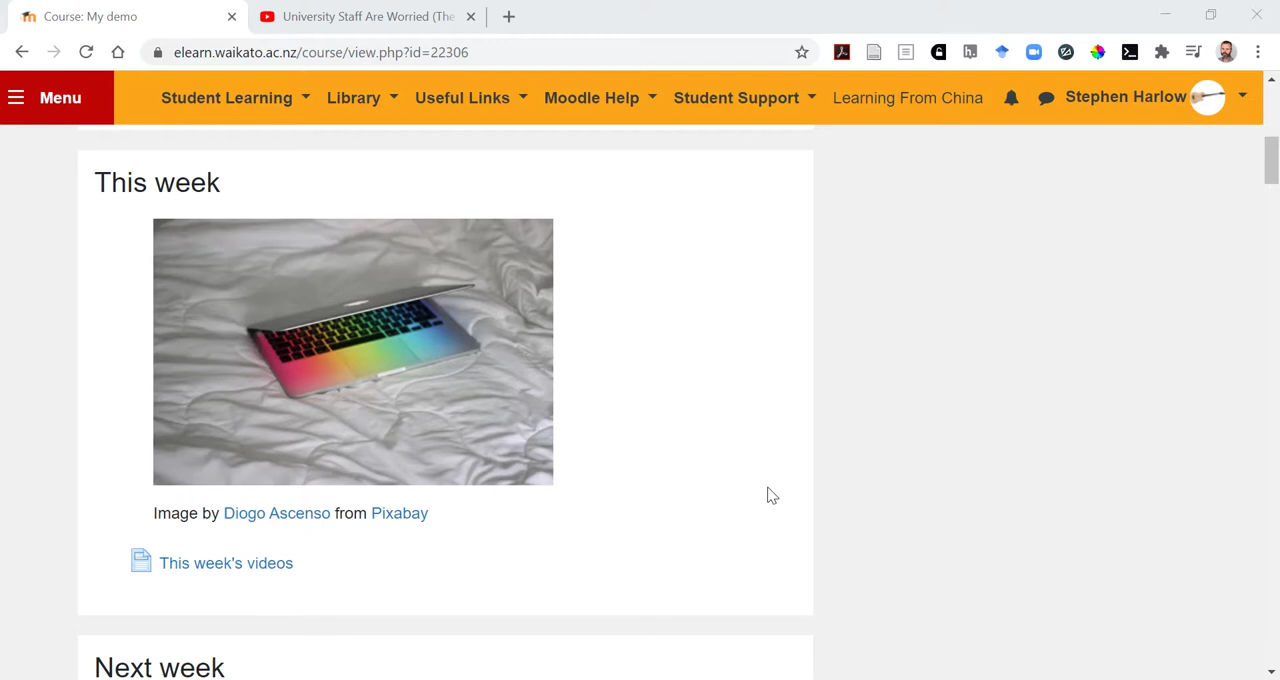 Course: My demo
University Staff Are Worried (The
elearn.waikato.ac.nz/course/view.php?id=22306
Menu
Student Learning
Library
Useful Links
Moodle Help
Student Support
Learning From China
Stephen Harlow
This week
Image by Diogo Ascenso from Pixabay
This week's videos
Next week